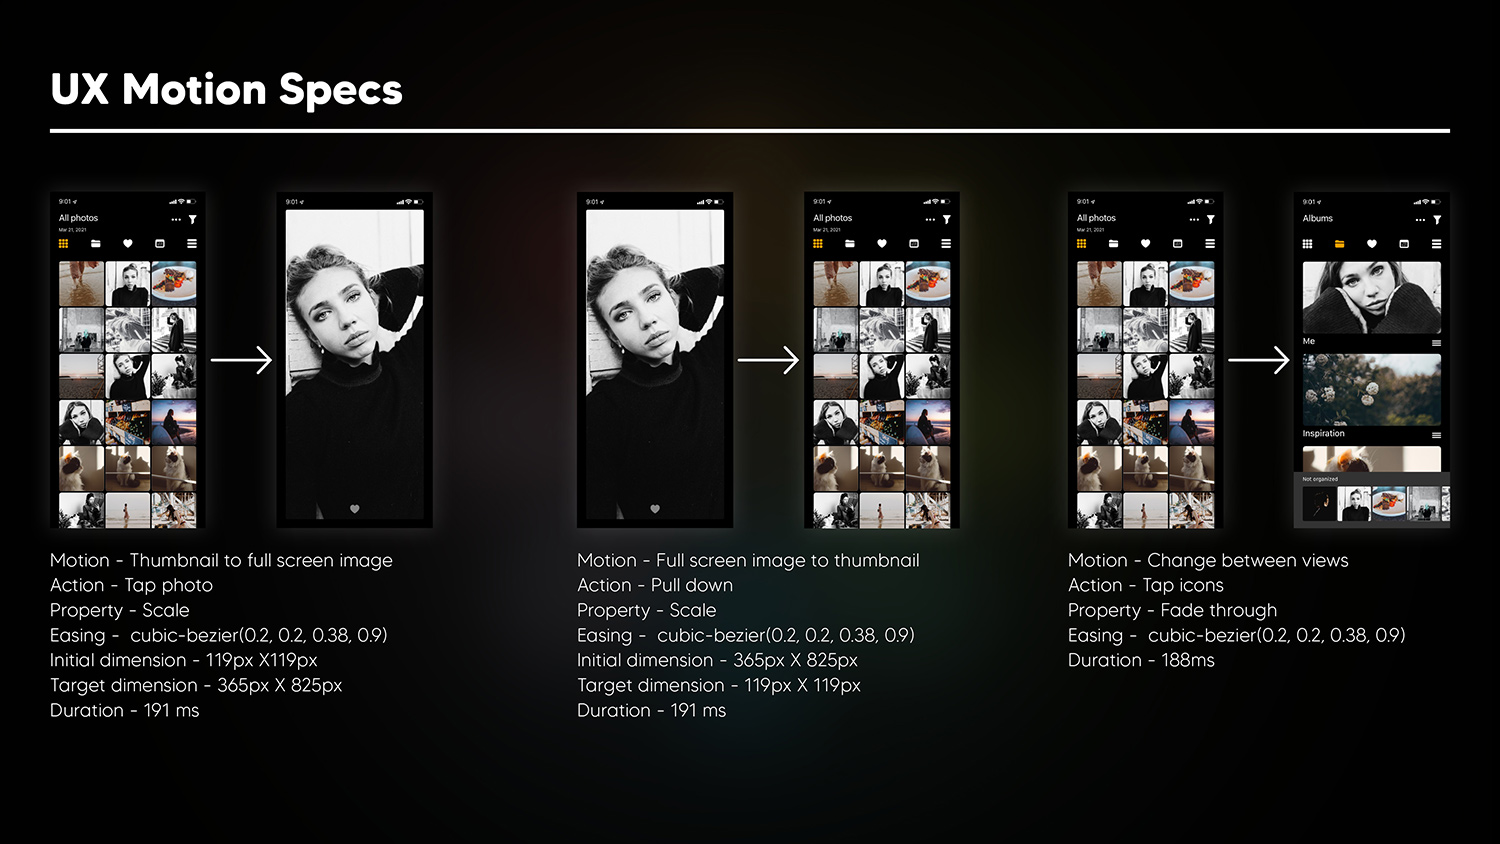 UX Motion Specs
9:01
All photos
Mar 21, 2021
9:01
Motion - Thumbnail to full screen image
Action - Tap photo
Property - Scale
Easing -  cubic-bezier(0.2, 0.2, 0.38, 0.9)
Initial dimension - 119px X119px
Target dimension - 365px X 825px
Duration - 191 ms
9:01
9:01
All photos
Mar 21, 2021
Motion - Full screen image to thumbnail
Action - Pull down
Property - Scale
Easing -  cubic-bezier(0.2, 0.2, 0.38, 0.9)
Initial dimension - 365px X 825px
Target dimension - 119px X 119px
Duration - 191 ms
9:01
All photos
Mar 21, 2021
9:01
Albums
Me
Inspiration
Not organized
Motion - Change between views
Action - Tap icons
Property - Fade through
Easing -  cubic-bezier(0.2, 0.2, 0.38, 0.9)
Duration - 188ms